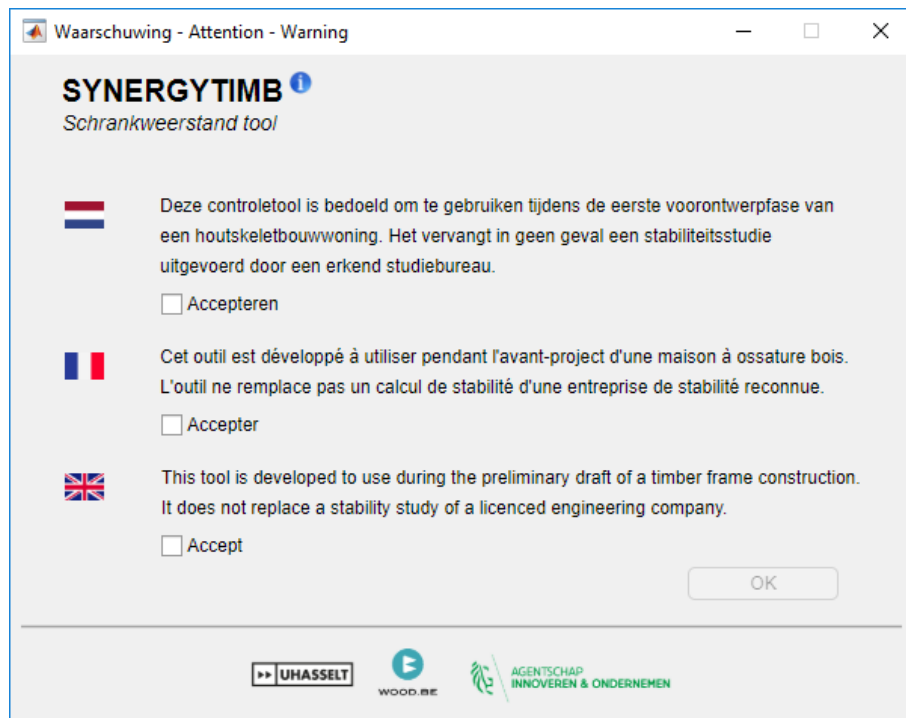 Waarschuwing - Attention - Warning
SYNERGYTIMB
Schrankweerstand tool
Deze controletool is bedoeld om te gebruiken tijdens de eerste voorontwerpfase van
een houtskeletbouwwoning. Het vervangt in geen geval een stabiliteitsstudie
uitgevoerd door een erkend studiebureau.
Accepteren
Cet outil est développé à utiliser pendant l'avant-project d'une maison à ossature bois.
L'outil ne remplace pas un calcul de stabilité d'une entreprise de stabilité reconnue.
Accepter
This tool is developed to use during the preliminary draft of a timber frame construction.
It does not replace a stability study of a licenced engineering company.
Accept
OK
UHASSELT
WOOD.BE
AGENTSCHAP
INNOVEREN & ONDERNEMEN